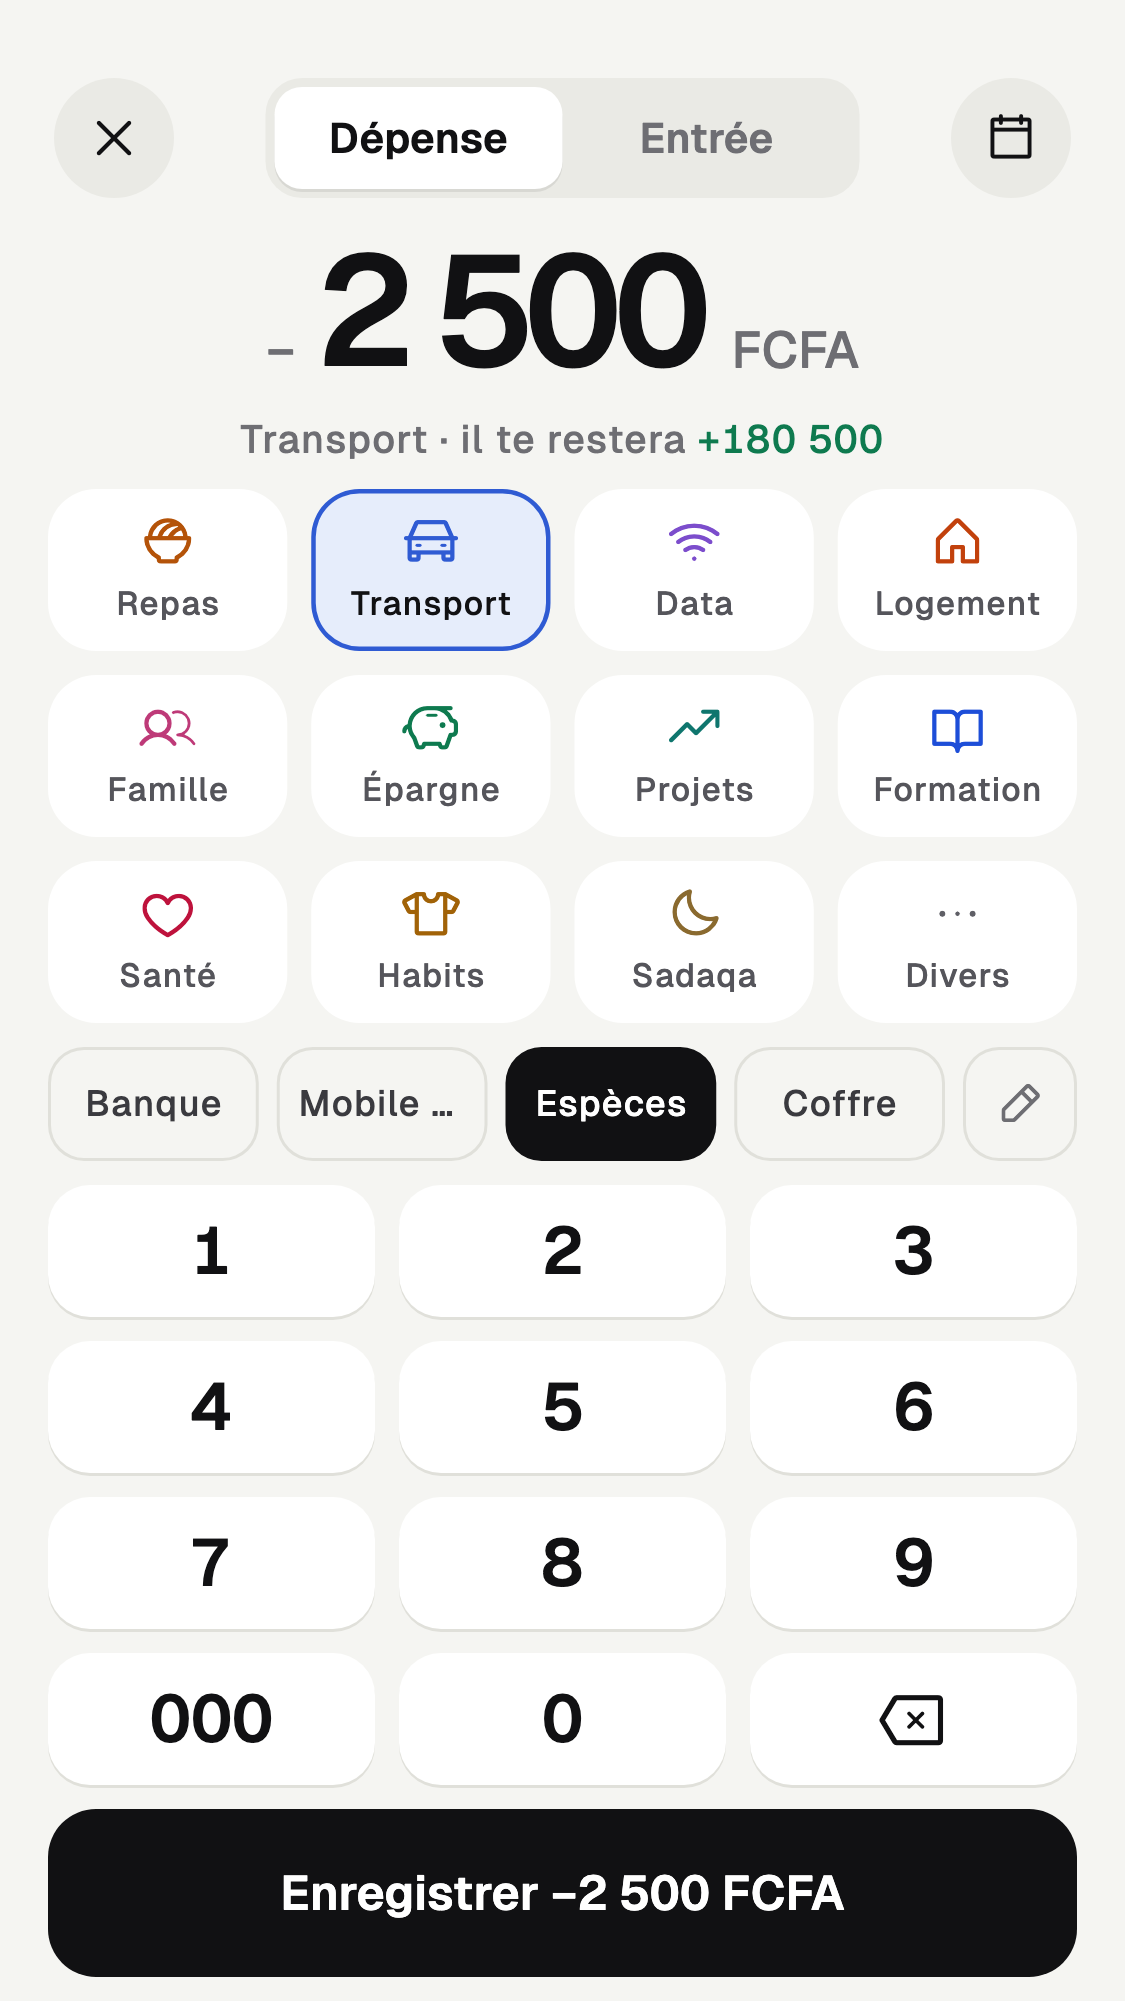 Dépense Entrée
– 2 500 FCFA
Transport · il te restera +180 500
Repas Transport Data Logement
Famille Épargne Projets Formation
Santé Habits Sadaqa Divers
Banque Mobile ... Espèces Coffre
1 2 3
4 5 6
7 8 9
000 0
Enregistrer –2 500 FCFA